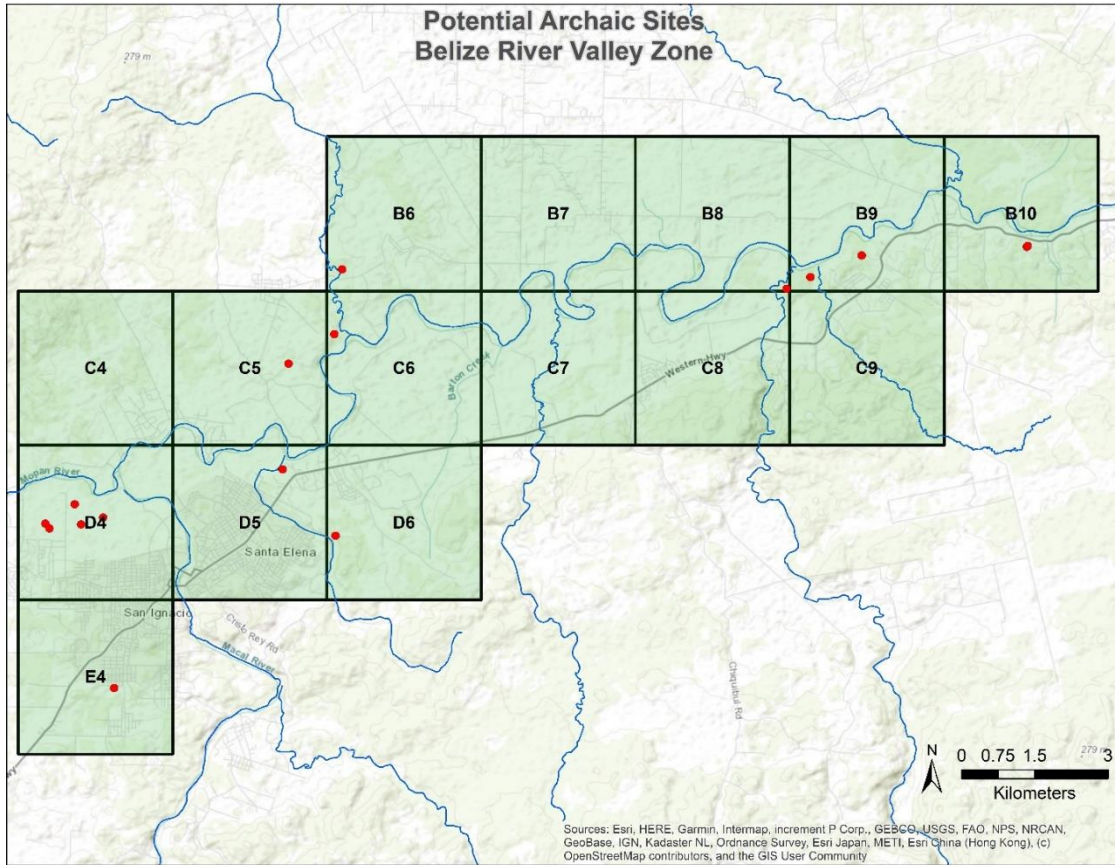 Potential Archaic Sites
Belize River Valley Zone
279 m
B6
B7
B8
B9
B10
C4
C5
C6
Barton Creek
C7
Western-Hwy
C8
C9
Mopan River
D4
D5
D6
Santa Elena
San Ignacio
Cristo Rey Rd
Macal River
E4
Chiquibul Rd
279 m
N
0 0.75 1.5 3
Kilometers
Sources: Esri, HERE, Garmin, Intermap, increment P Corp., GEBCO, USGS, FAO, NPS, NRCAN,
GeoBase, IGN, Kadaster NL, Ordnance Survey, Esri Japan, METI, Esri China (Hong Kong), (c)
OpenStreetMap contributors, and the GIS User Community